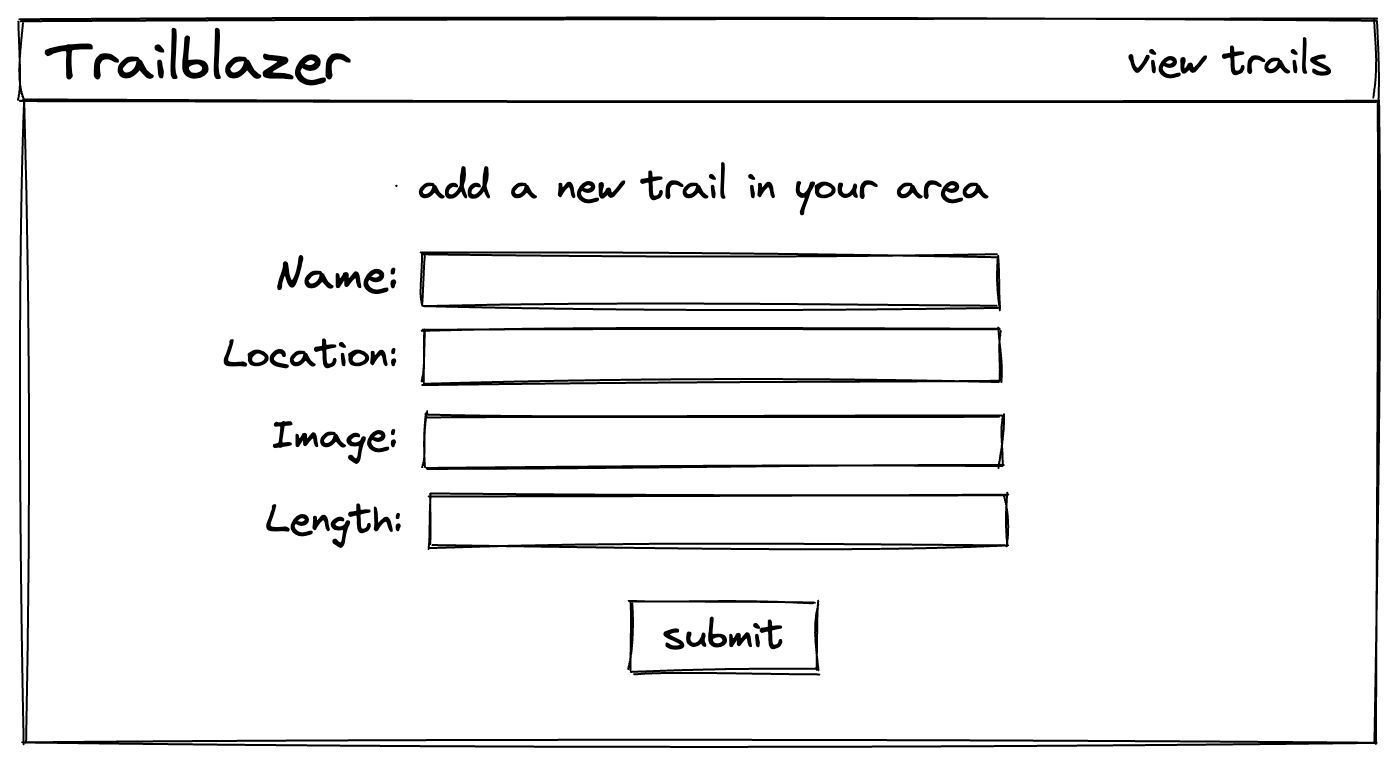 Trailblazer view trails
add a new trail in your area
Name:
Location:
Image:
Length:
submit